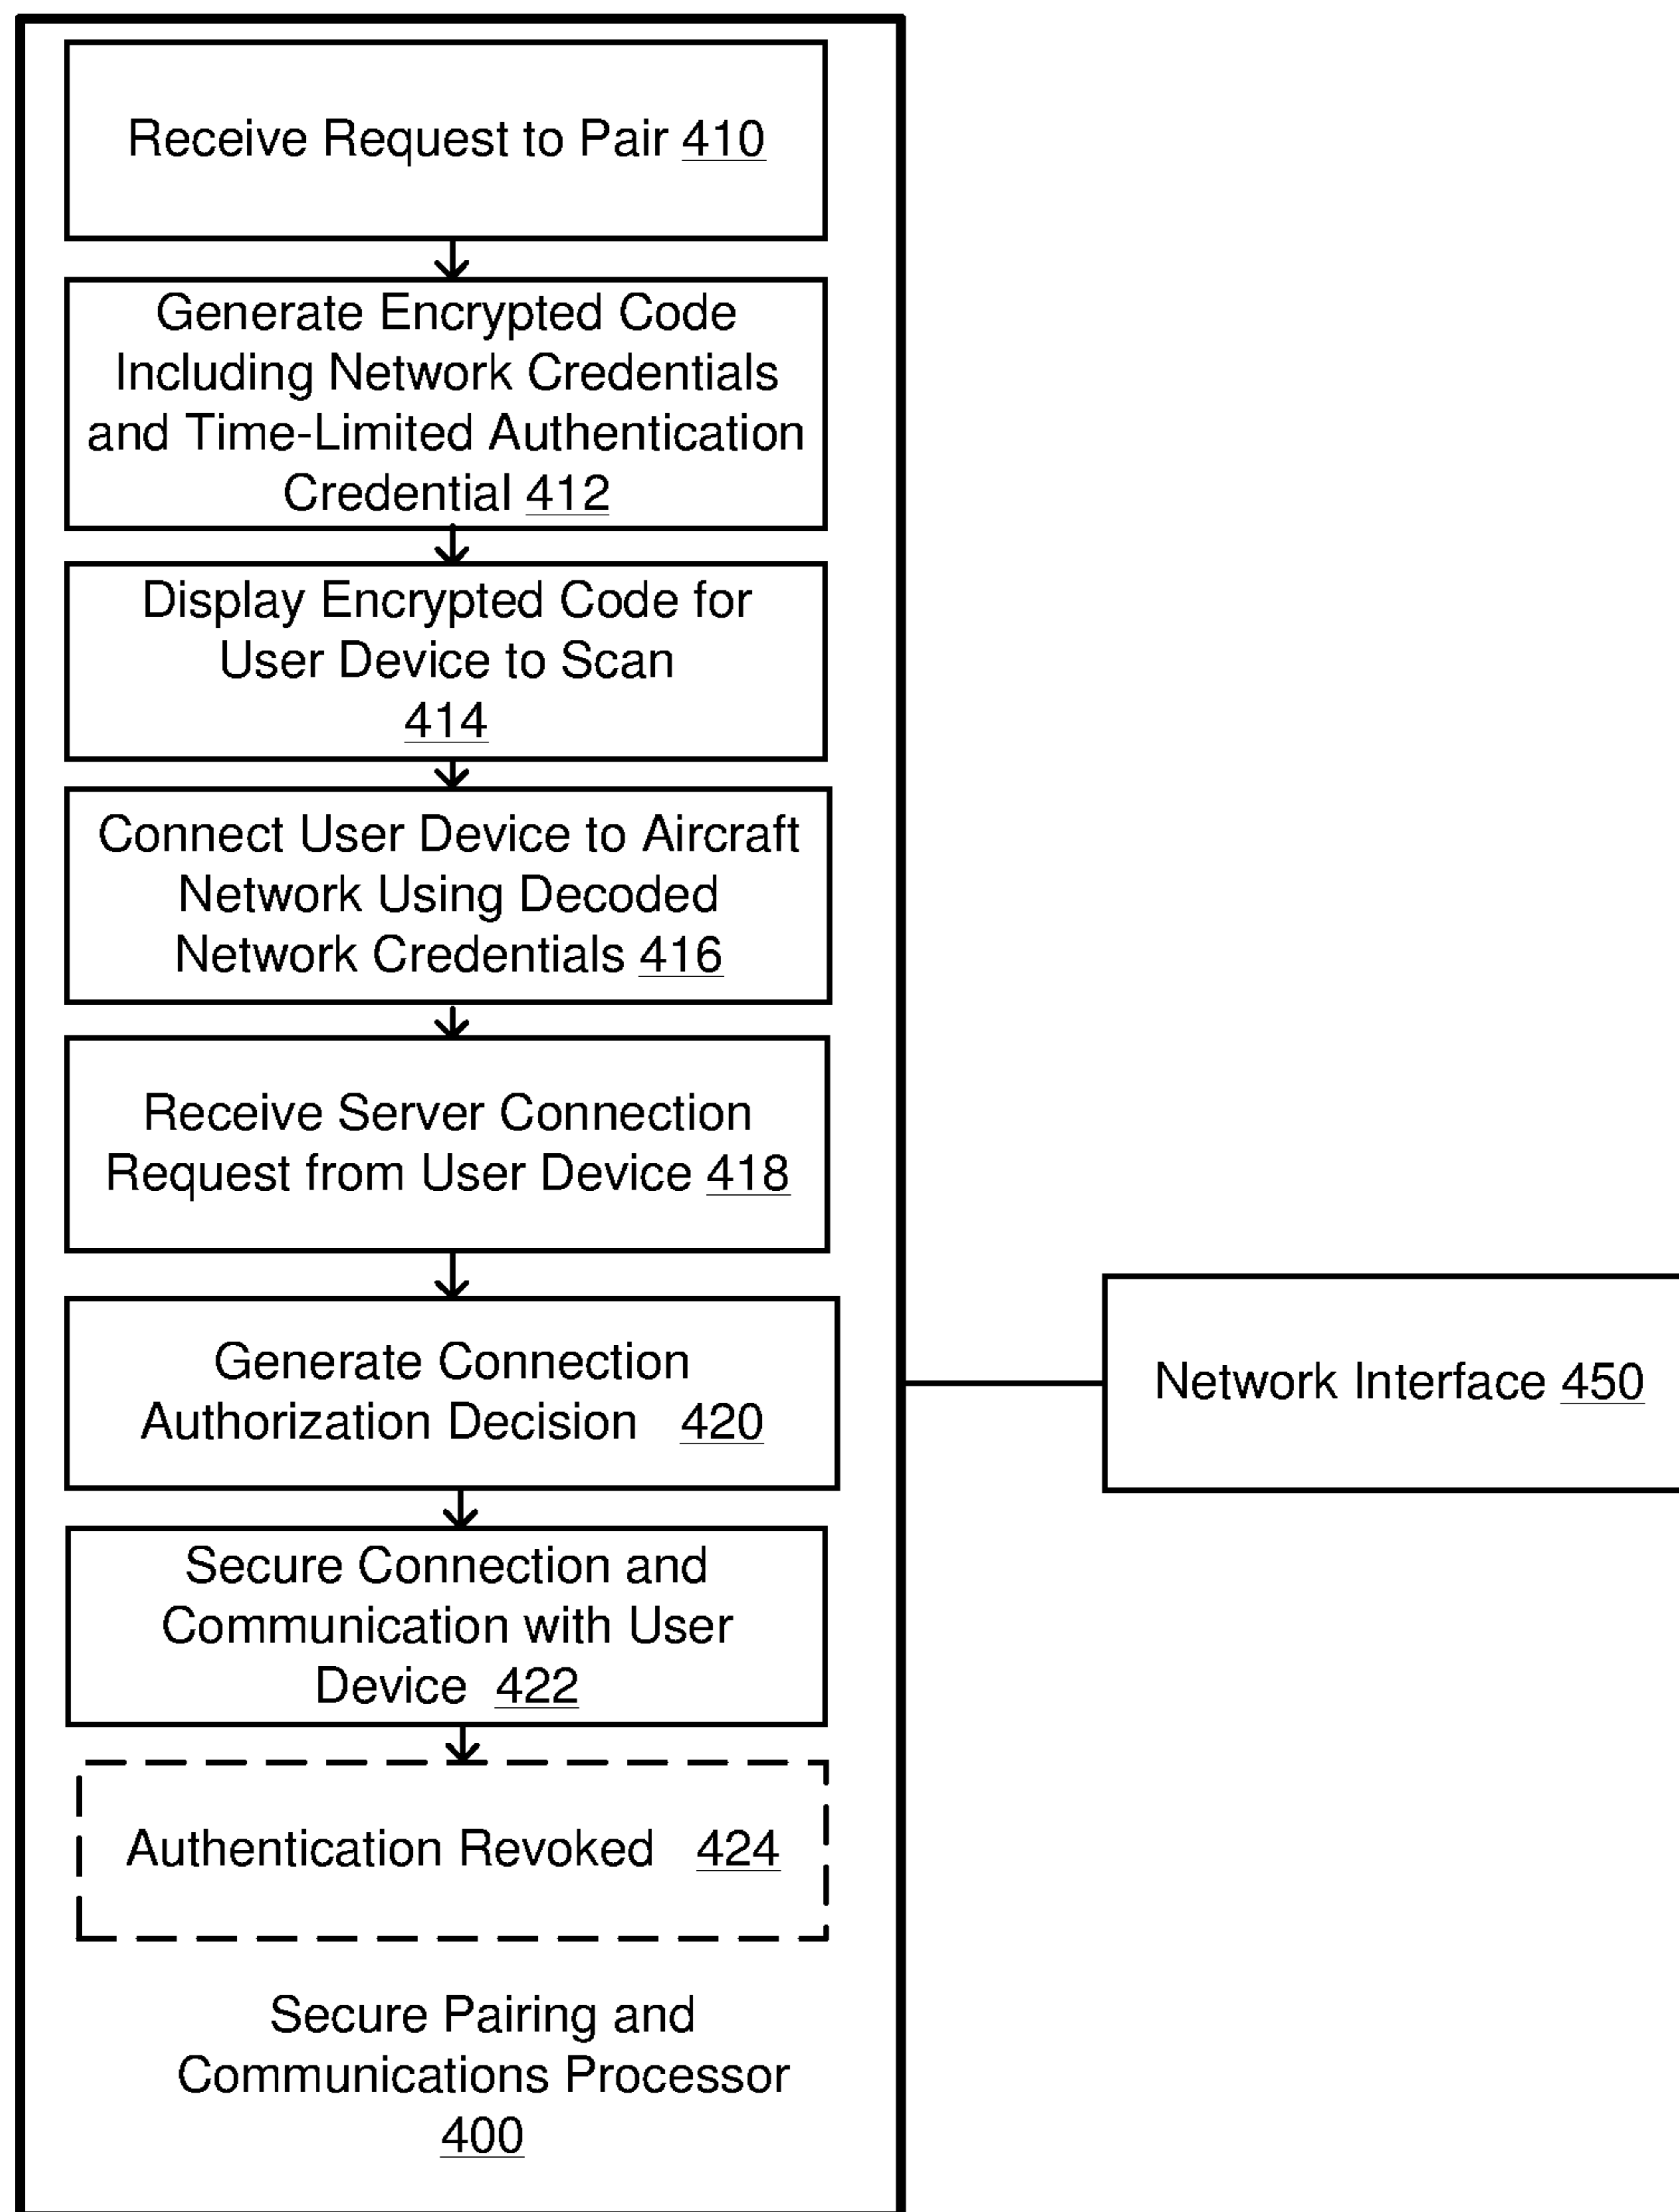 Receive Request to Pair 410
Generate Encrypted Code
Including Network Credentials
and Time-Limited Authentication
Credential 412
Display Encrypted Code for
User Device to Scan
414
Connect User Device to Aircraft
Network Using Decoded
Network Credentials 416
Receive Server Connection
Request from User Device 418
Generate Connection
Authorization Decision 420
Network Interface 450
Secure Connection and
Communication with User
Device 422
Authentication Revoked 424
Secure Pairing and
Communications Processor
400